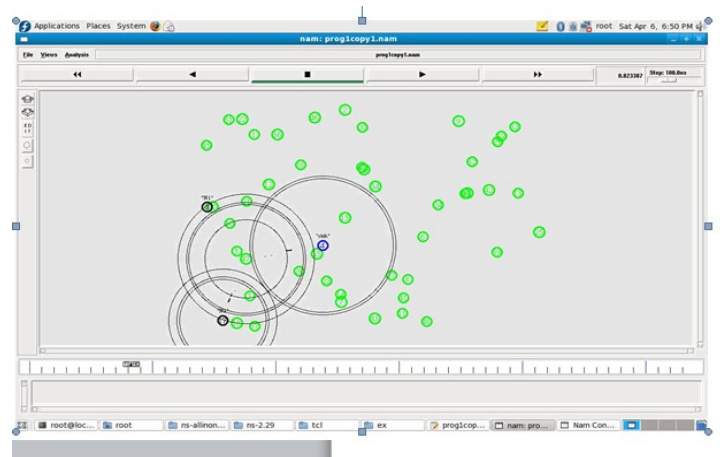 Applications Places System
root Sat Apr 6, 6:50 PM
nam: prog1copy1.nam
File Views Analysis
prog1copy1.nam
0.823307
Step: 100.0ms
root@loc...
root
ns-allinon...
ns-2.29
tcl
ex
prog1cop...
nam: pro...
Nam Con...